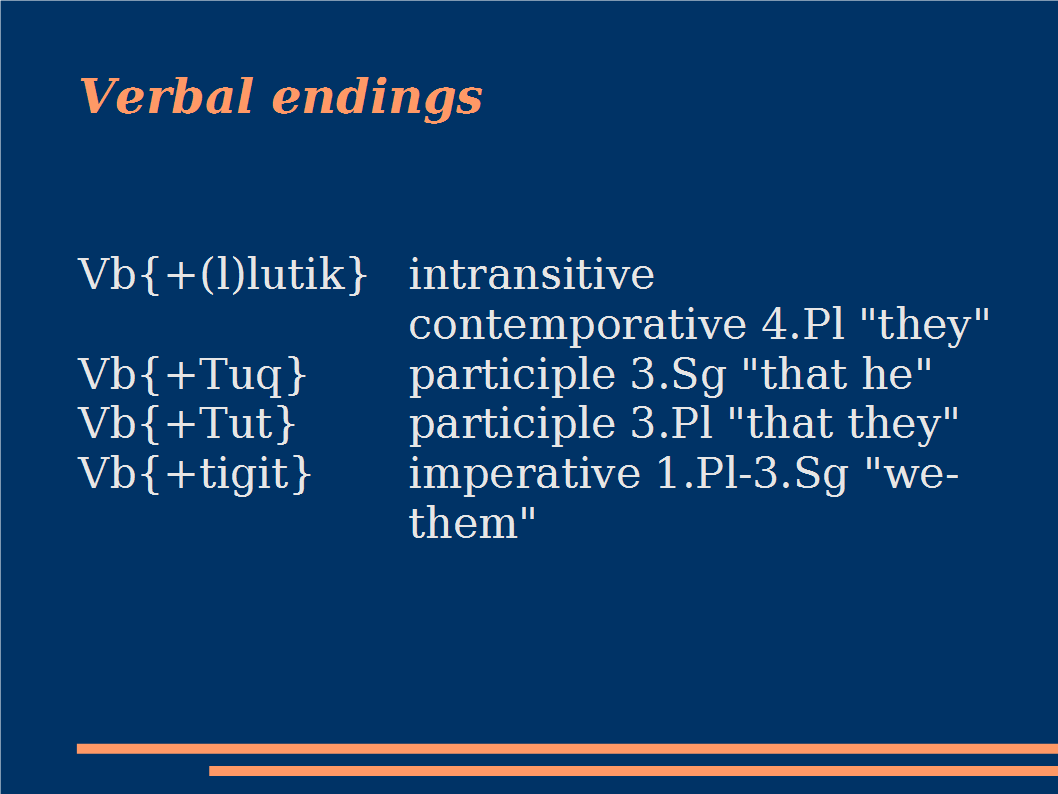 Verbal endings
Vb{+(l)lutik} intransitive
contemporative 4.Pl "they"
Vb{+Tuq} participle 3.Sg "that he"
Vb{+Tut} participle 3.Pl "that they"
Vb{+tigit} imperative 1.Pl-3.Sg "we-
them"